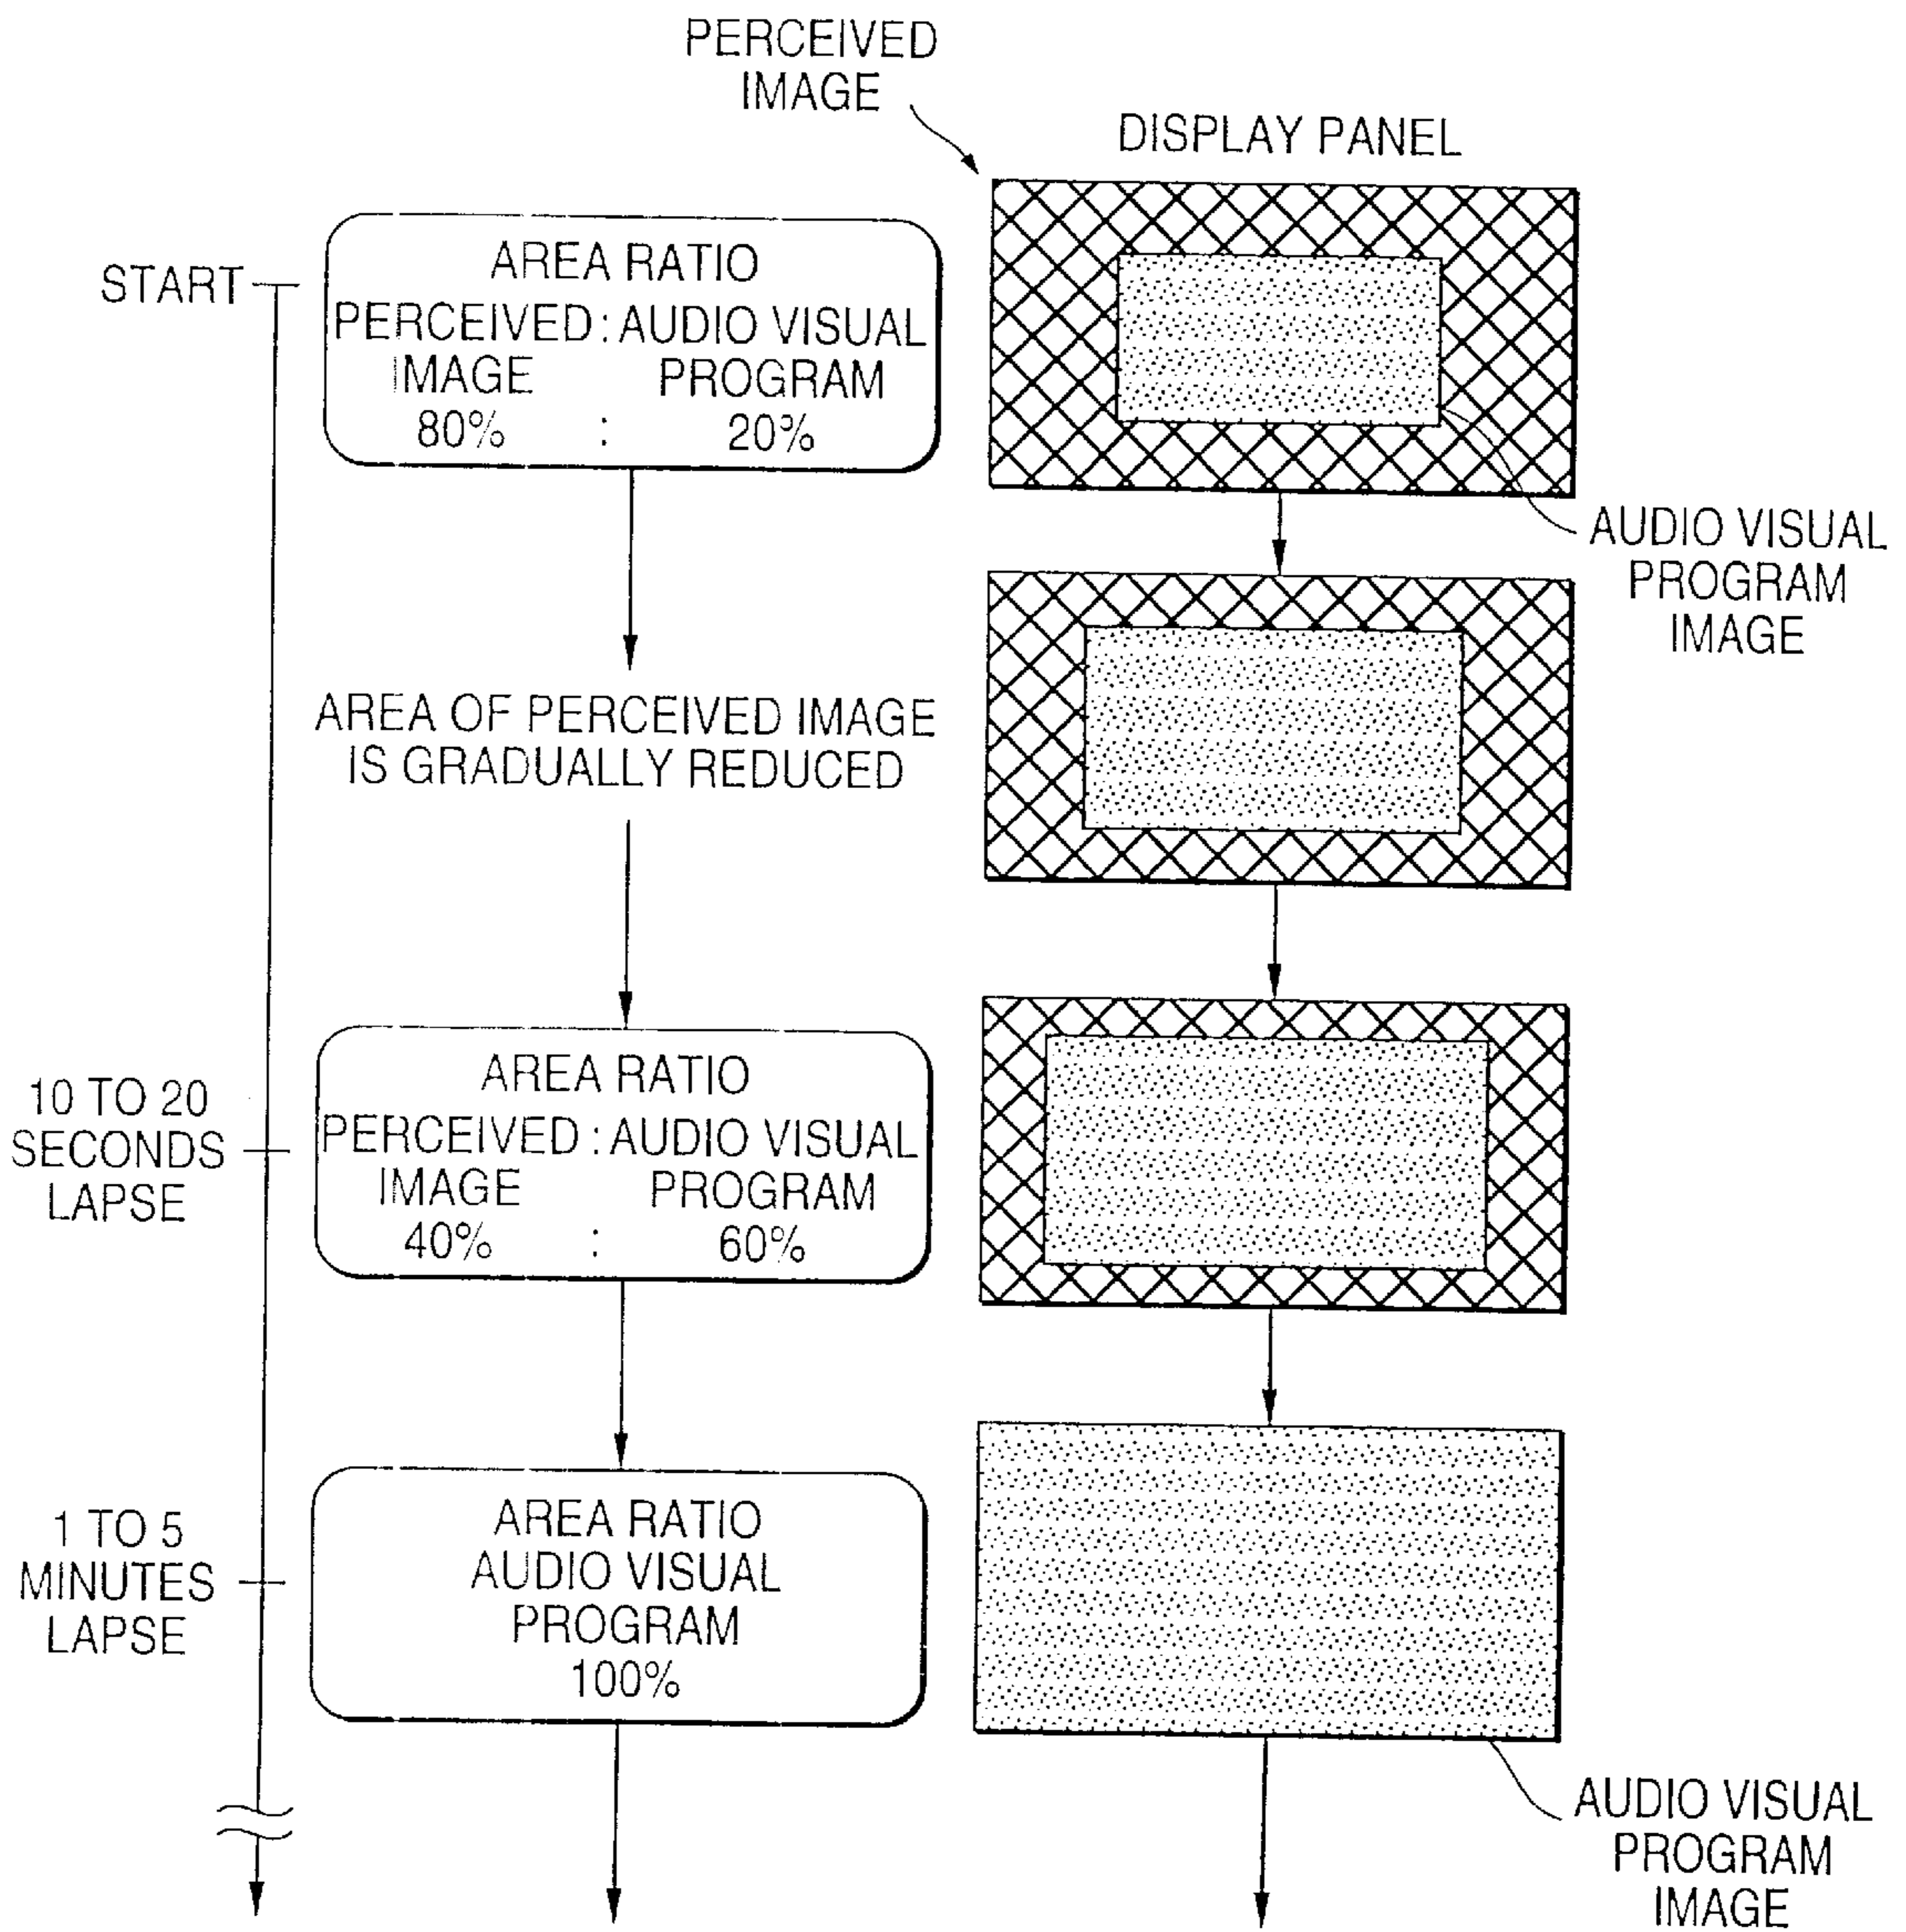 PERCEIVED
IMAGE
DISPLAY PANEL
START
AREA RATIO
PERCEIVED : AUDIO VISUAL
IMAGE PROGRAM
80% : 20%
AUDIO VISUAL
PROGRAM
IMAGE
AREA OF PERCEIVED IMAGE
IS GRADUALLY REDUCED
10 TO 20
SECONDS
LAPSE
AREA RATIO
PERCEIVED : AUDIO VISUAL
IMAGE PROGRAM
40% : 60%
1 TO 5
MINUTES
LAPSE
AREA RATIO
AUDIO VISUAL
PROGRAM
100%
AUDIO VISUAL
PROGRAM
IMAGE